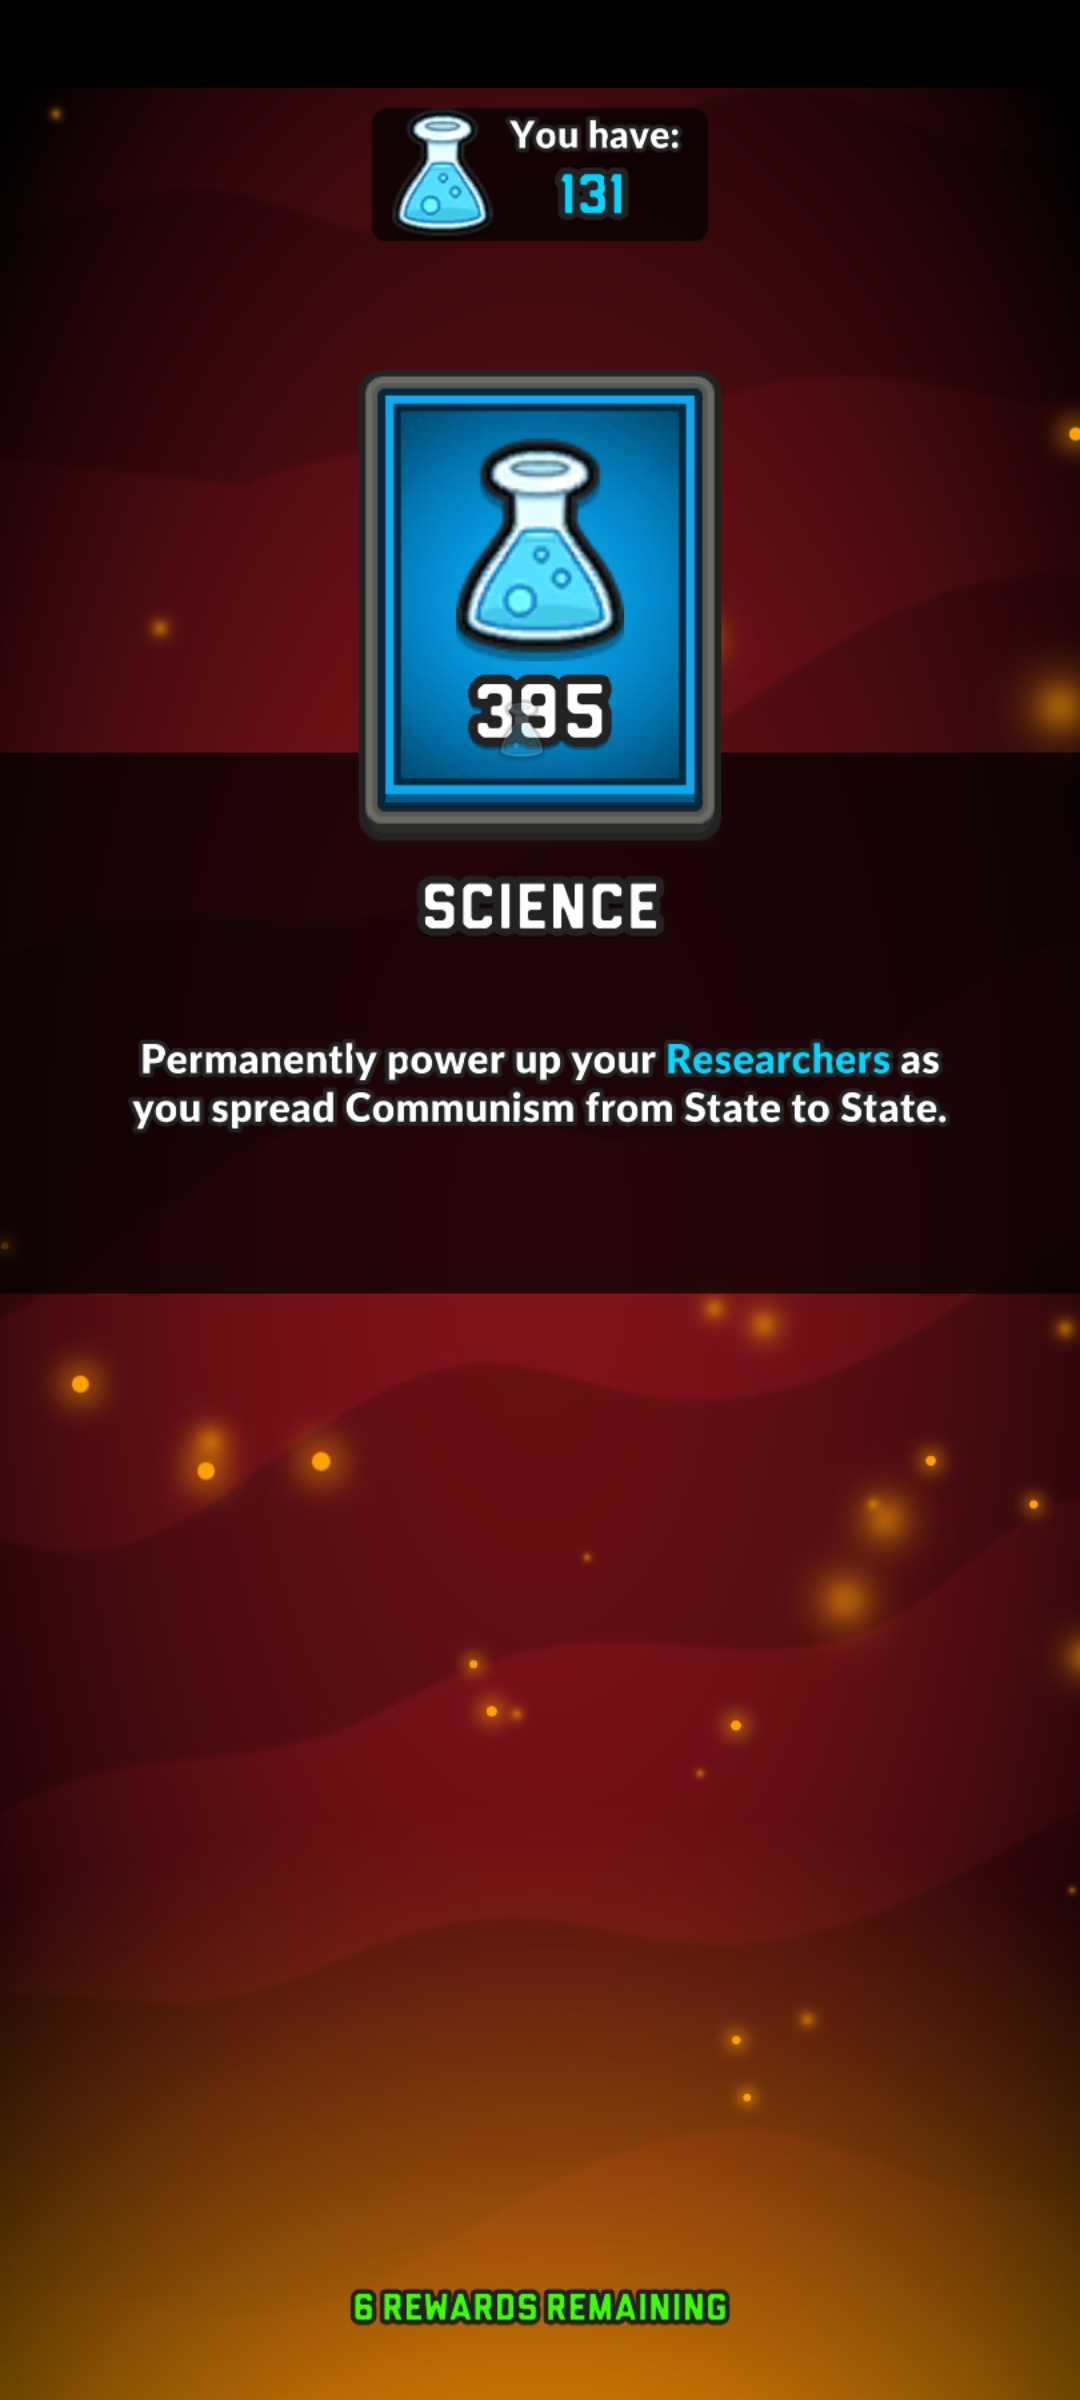 You have:
131
395
SCIENCE
Permanently power up your Researchers as
you spread Communism from State to State.
6 REWARDS REMAINING